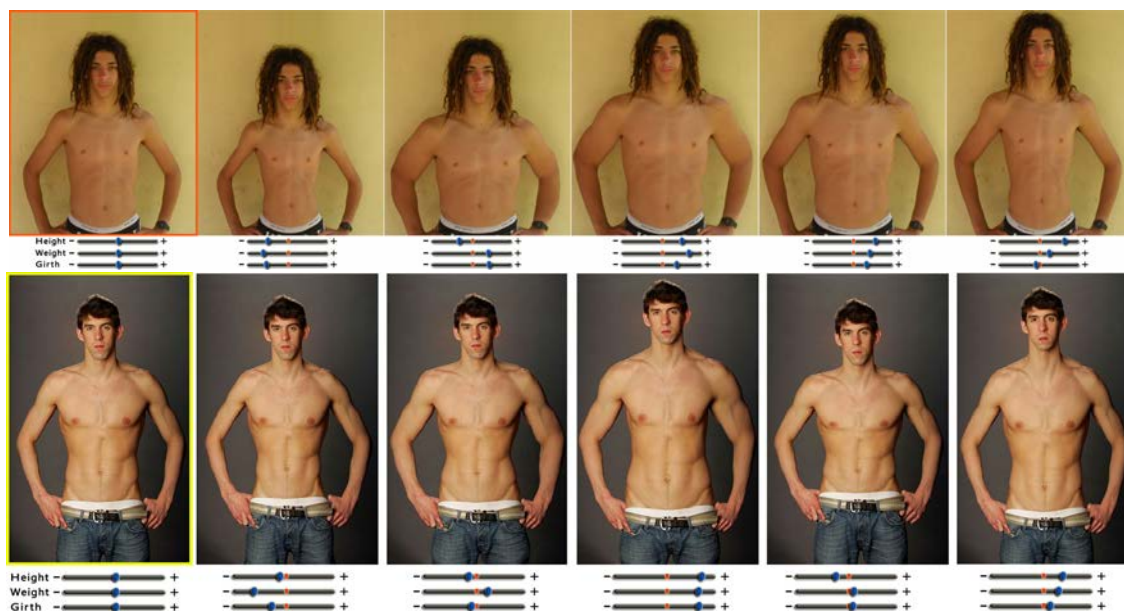 Height - + - + - + - + - + - +
Weight - + - + - + - + - + - +
Girth - + - + - + - + - + - +
Height - + - + - + - + - + - +
Weight - + - + - + - + - + - +
Girth - + - + - + - + - + - +